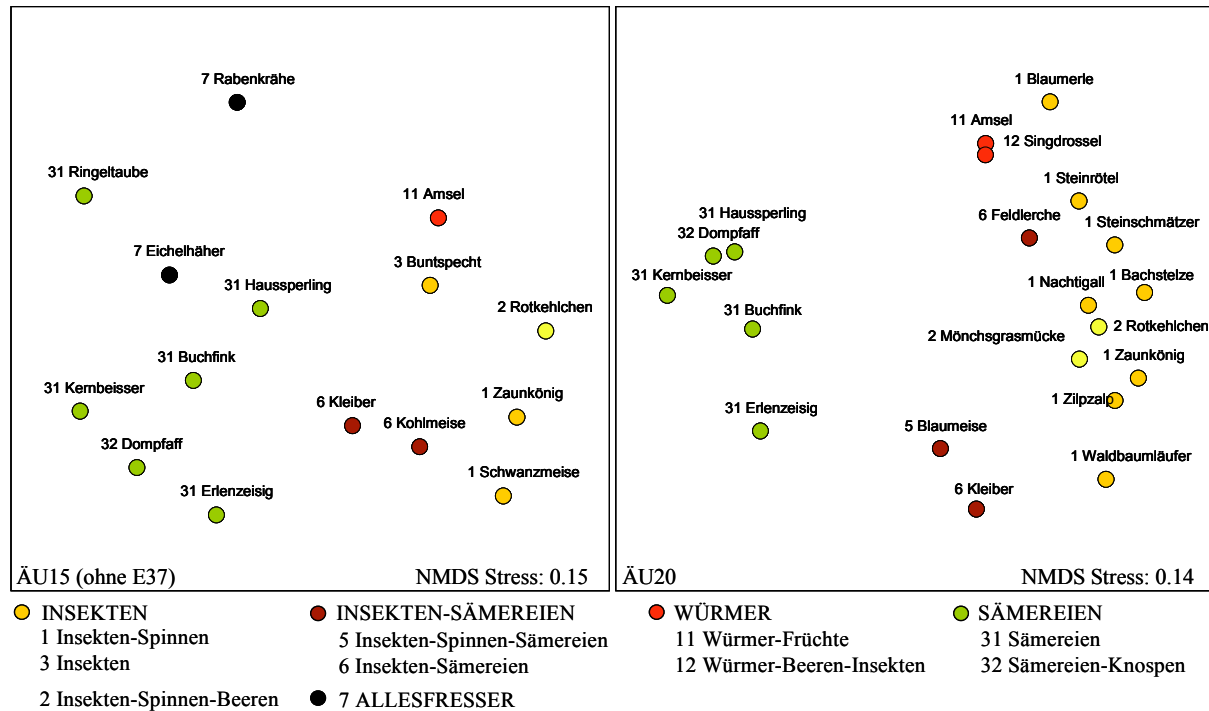 7 Rabenkrähe
31 Ringeltaube
11 Amsel
7 Eichelhäher
3 Buntspecht
31 Haussperling
2 Rotkehlchen
31 Buchfink
31 Kernbeisser
1 Zaunkönig
6 Kleiber
6 Kohlmeise
32 Dompfaff
1 Schwanzmeise
31 Erlenzeisig
ÄU15 (ohne E37) NMDS Stress: 0.15
1 Blaumerle
11 Amsel
12 Singdrossel
1 Steinrötel
6 Feldlerche
1 Steinschmätzer
31 Haussperling
32 Dompfaff
31 Kernbeisser
1 Bachstelze
1 Nachtigall
31 Buchfink
2 Rotkehlchen
2 Mönchsgrasmücke
1 Zaunkönig
1 Zilpzalp
31 Erlenzeisig
5 Blaumeise
1 Waldbaumläufer
6 Kleiber
ÄU20 NMDS Stress: 0.14
INSEKTEN
1 Insekten-Spinnen
3 Insekten
2 Insekten-Spinnen-Beeren
INSEKTEN-SÄMEREIEN
5 Insekten-Spinnen-Sämereien
6 Insekten-Sämereien
7 ALLESFRESSER
WÜRMER
11 Würmer-Früchte
12 Würmer-Beeren-Insekten
SÄMEREIEN
31 Sämereien
32 Sämereien-Knospen